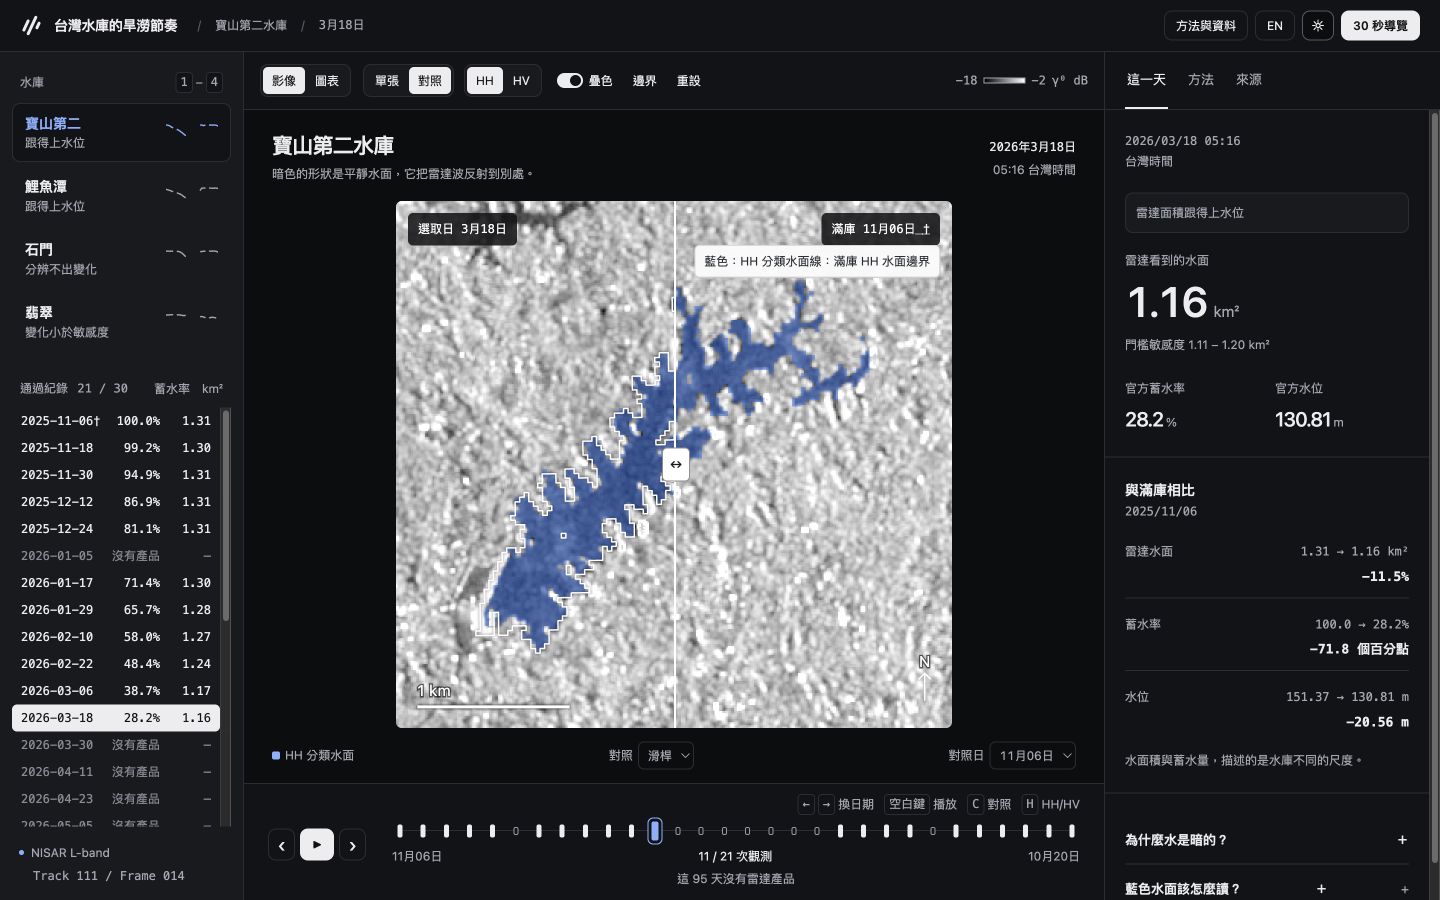 台灣水庫的旱澇節奏 / 寶山第二水庫 / 3月18日
方法與資料 EN 30 秒導覽
水庫 1 – 4
寶山第二
跟得上水位
鯉魚潭
跟得上水位
石門
分辨不出變化
翡翠
變化小於敏感度
通過紀錄 21 / 30 蓄水率 km²
2025-11-06† 100.0% 1.31
2025-11-18 99.2% 1.30
2025-11-30 94.9% 1.31
2025-12-12 86.9% 1.31
2025-12-24 81.1% 1.31
2026-01-05 沒有產品 —
2026-01-17 71.4% 1.30
2026-01-29 65.7% 1.28
2026-02-10 58.0% 1.27
2026-02-22 48.4% 1.24
2026-03-06 38.7% 1.17
2026-03-18 28.2% 1.16
2026-03-30 沒有產品 —
2026-04-11 沒有產品 —
2026-04-23 沒有產品 —
2026-05-05 沒有產品 —
NISAR L-band
Track 111 / Frame 014
影像 圖表 單張 對照 HH HV 疊色 邊界 重設
−18 −2 γ⁰ dB
寶山第二水庫
暗色的形狀是平靜水面，它把雷達波反射到別處。
2026年3月18日
05:16 台灣時間
選取日 3月18日
滿庫 11月06日 †
藍色：HH 分類水面線：滿庫 HH 水面邊界
1 km
N
HH 分類水面
對照 滑桿
對照日 11月06日
← → 換日期 空白鍵 播放 C 對照 H HH/HV
11月06日
11 / 21 次觀測
10月20日
這 95 天沒有雷達產品
這一天 方法 來源
2026/03/18 05:16
台灣時間
雷達面積跟得上水位
雷達看到的水面
1.16 km²
門檻敏感度 1.11 – 1.20 km²
官方蓄水率 官方水位
28.2 % 130.81 m
與滿庫相比
2025/11/06
雷達水面 1.31 → 1.16 km²
−11.5%
蓄水率 100.0 → 28.2%
−71.8 個百分點
水位 151.37 → 130.81 m
−20.56 m
水面積與蓄水量，描述的是水庫不同的尺度。
為什麼水是暗的？ +
藍色水面該怎麼讀？ + +